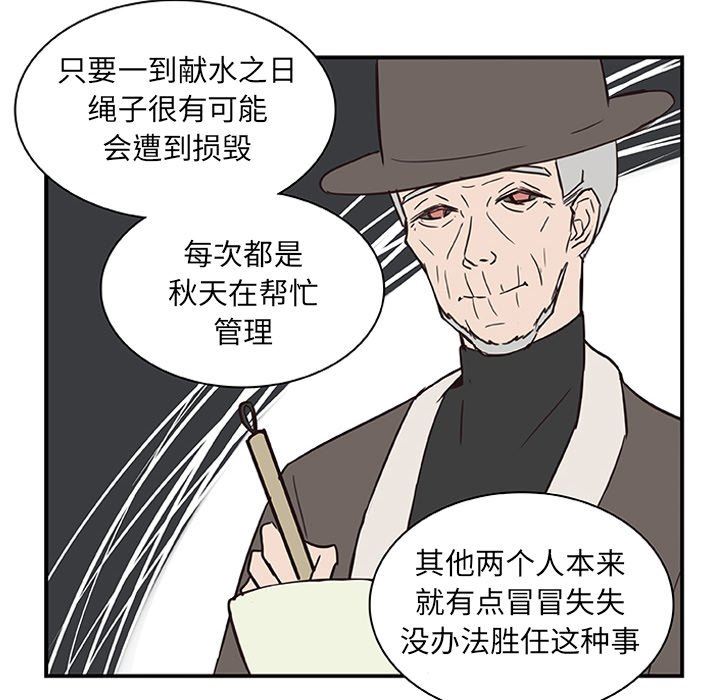 只要一到献水之日
绳子很有可能
会遭到损毁
每次都是
秋天在帮忙
管理
其他两个人本来
就有点冒冒失失
没办法胜任这种事